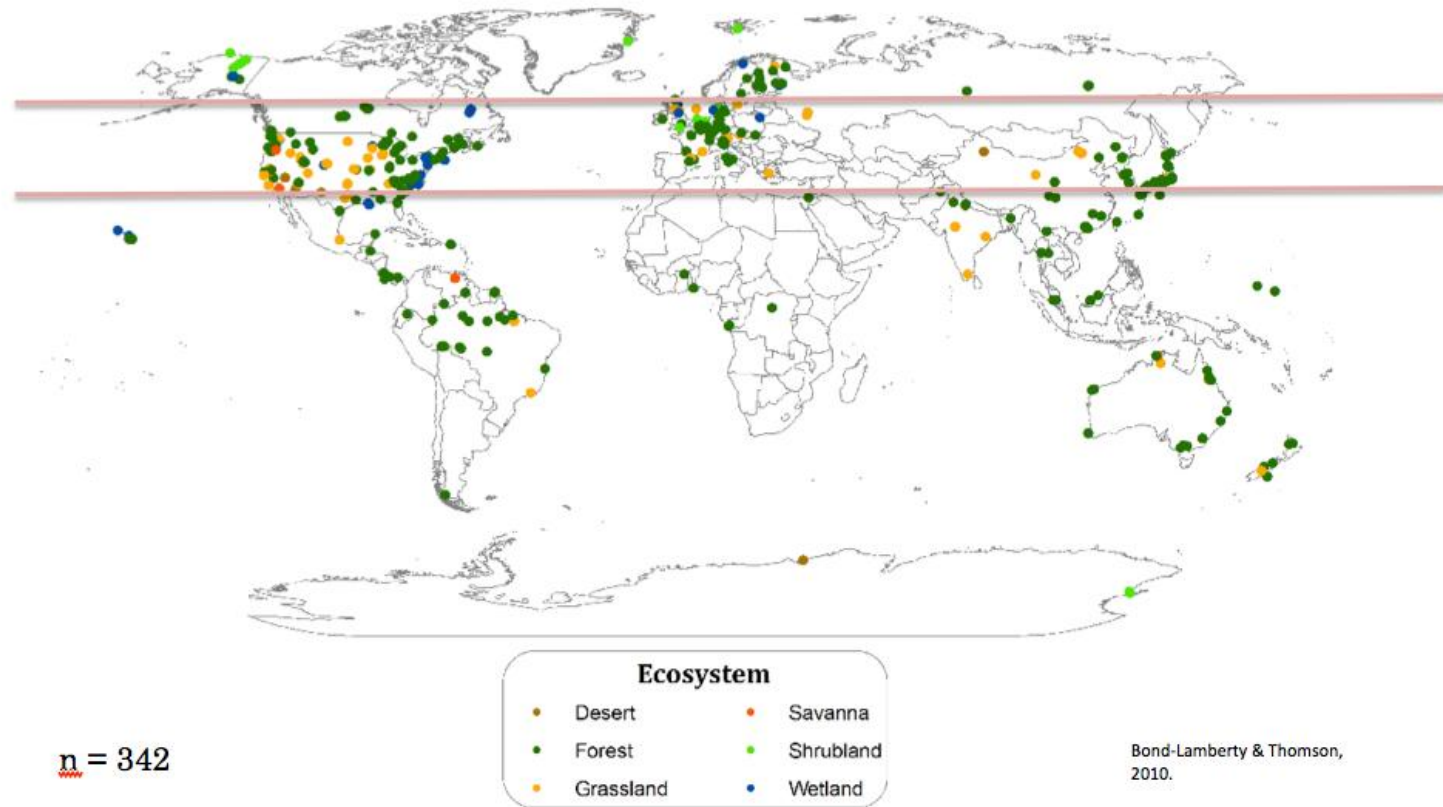 Ecosystem
Desert
Savanna
Forest
Shrubland
Grassland
Wetland
n = 342
Bond-Lamberty & Thomson,
2010.